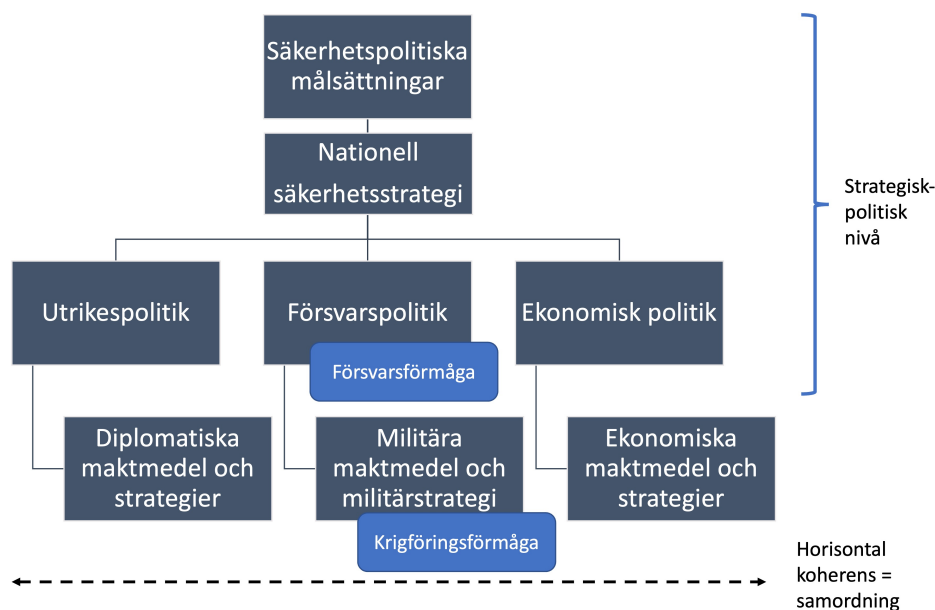 Säkerhetspolitiska
målsättningar
Nationell
säkerhetsstrategi
Strategisk-
politisk
nivå
Utrikespolitik
Försvarspolitik
Ekonomisk politik
Försvarsförmåga
Diplomatiska
maktmedel och
strategier
Militära
maktmedel och
militärstrategi
Ekonomiska
maktmedel och
strategier
Krigföringsförmåga
Horisontal
koherens =
samordning